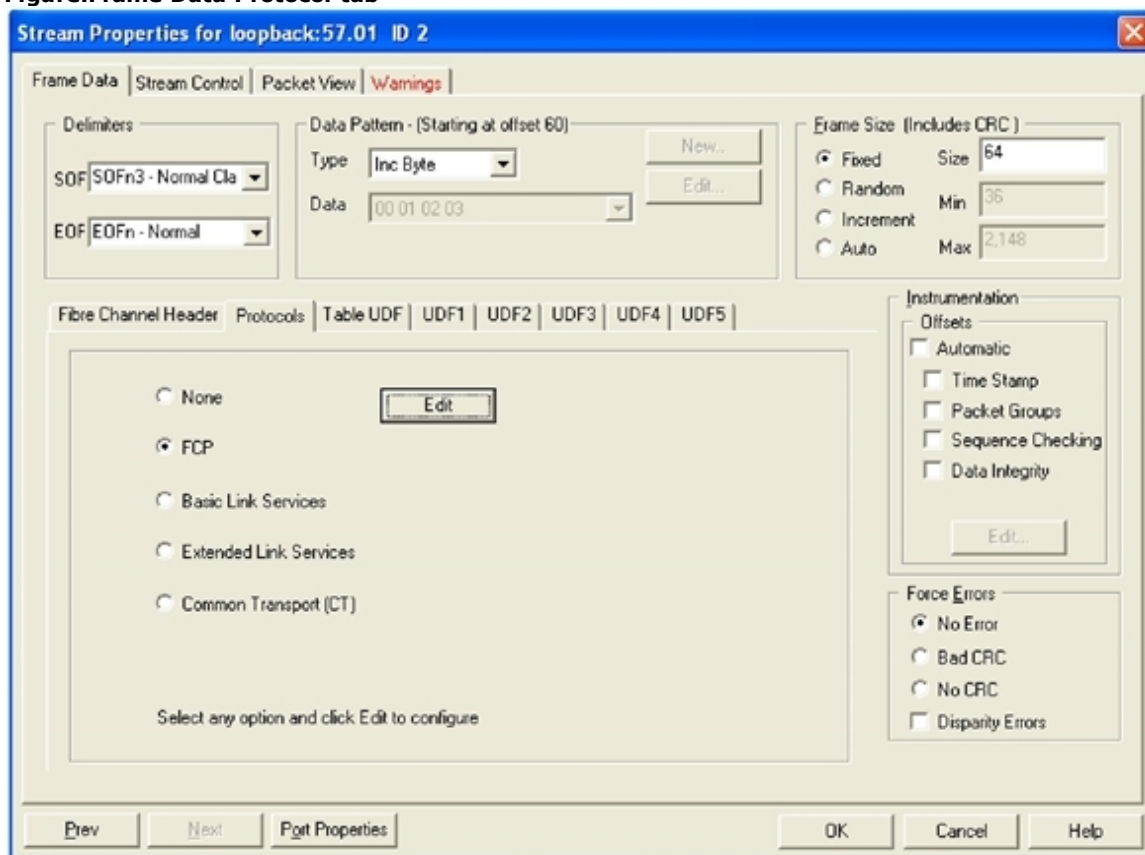 Figure:Frame Data Protocol tab
Stream Properties for loopback:57.01 ID 2
Frame Data Stream Control Packet View Warnings
Delimiters
SOF SOFn3 - Normal Cla
EOF EOFn - Normal
Data Pattern - (Starting at offset 60)
Type Inc Byte
Data 00 01 02 03
New..
Edit...
Frame Size (Includes CRC )
Fixed Size 64
Random Min 36
Increment
Auto Max 2,148
Fibre Channel Header Protocols Table UDF UDF1 UDF2 UDF3 UDF4 UDF5
None
Edit
FCP
Basic Link Services
Extended Link Services
Common Transport (CT)
Select any option and click Edit to configure
Instrumentation
Offsets
Automatic
Time Stamp
Packet Groups
Sequence Checking
Data Integrity
Edit...
Force Errors
No Error
Bad CRC
No CRC
Disparity Errors
Prev Next Port Properties OK Cancel Help